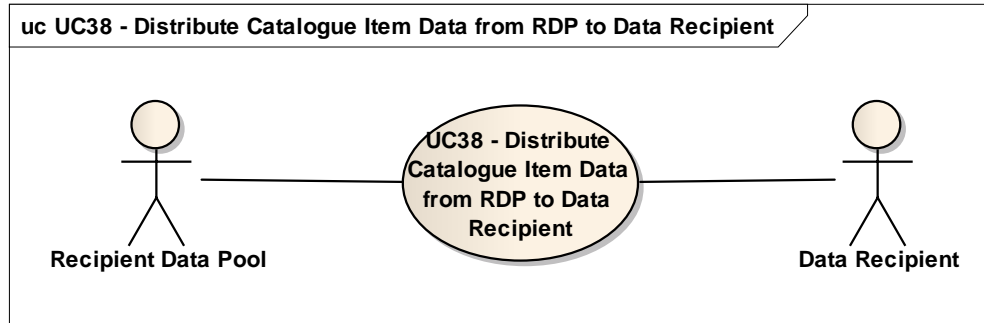 uc UC38 - Distribute Catalogue Item Data from RDP to Data Recipient
UC38 - Distribute
Catalogue Item Data
from RDP to Data
Recipient
Recipient Data Pool
Data Recipient